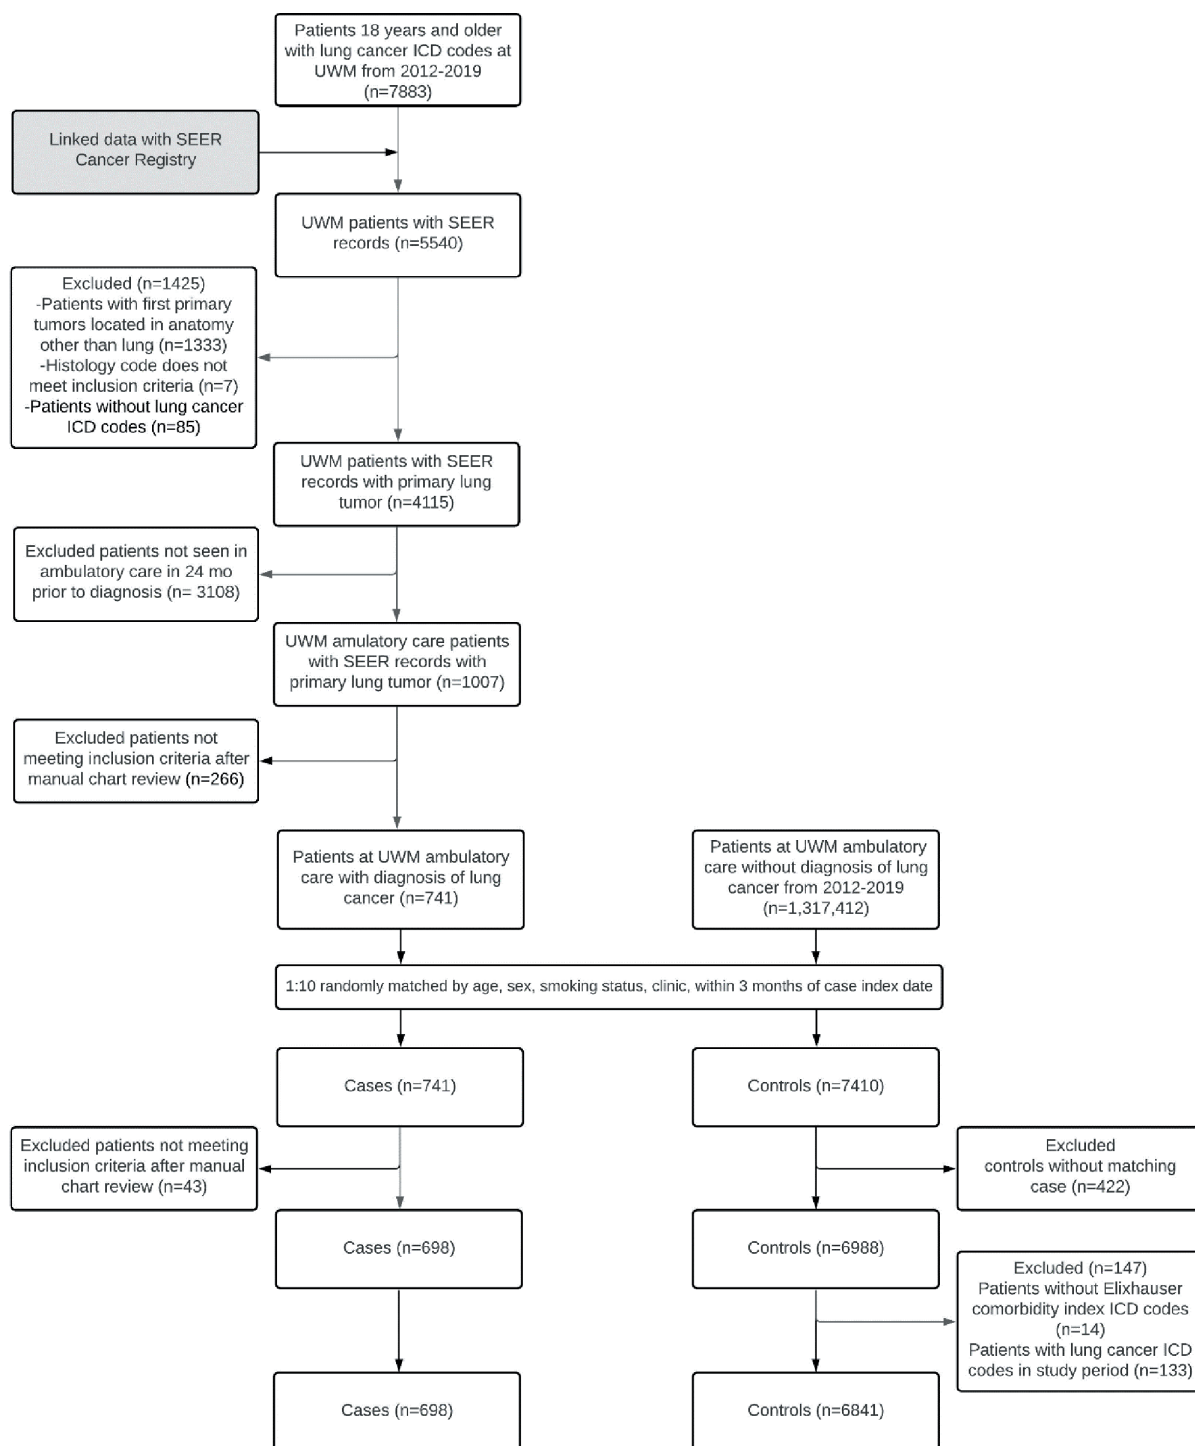 Patients 18 years and older
with lung cancer ICD codes at
UWM from 2012-2019
(n=7883)
Linked data with SEER
Cancer Registry
UWM patients with SEER
records (n=5540)
Excluded (n=1425)
-Patients with first primary
tumors located in anatomy
other than lung (n=1333)
-Histology code does not
meet inclusion criteria (n=7)
-Patients without lung cancer
ICD codes (n=85)
UWM patients with SEER
records with primary lung
tumor (n=4115)
Excluded patients not seen in
ambulatory care in 24 mo
prior to diagnosis (n= 3108)
UWM amulatory care patients
with SEER records with
primary lung tumor (n=1007)
Excluded patients not
meeting inclusion criteria after
manual chart review (n=266)
Patients at UWM ambulatory
care with diagnosis of lung
cancer (n=741)
Patients at UWM ambulatory
care without diagnosis of lung
cancer from 2012-2019
(n=1,317,412)
1:10 randomly matched by age, sex, smoking status, clinic, within 3 months of case index date
Cases (n=741)
Controls (n=7410)
Excluded patients not meeting
inclusion criteria after manual
chart review (n=43)
Excluded
controls without matching
case (n=422)
Cases (n=698)
Controls (n=6988)
Excluded (n=147)
Patients without Elixhauser
comorbidity index ICD codes
(n=14)
Patients with lung cancer ICD
codes in study period (n=133)
Cases (n=698)
Controls (n=6841)